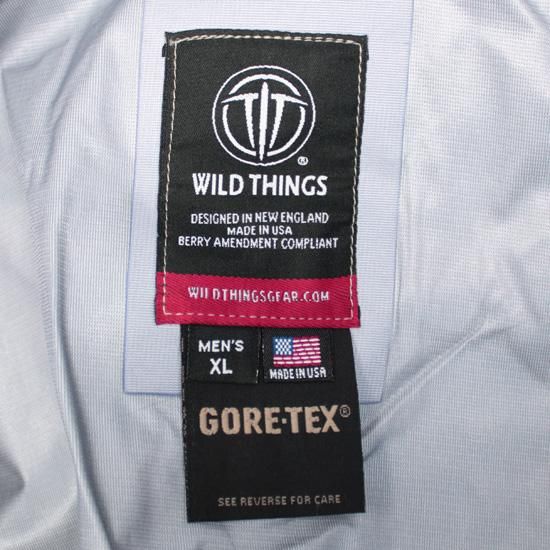 ®
WILD THINGS
DESIGNED IN NEW ENGLAND
MADE IN USA
BERRY AMENDMENT COMPLIANT
WILDTHINGSGEAR.COM
MEN'S
XL
MADE IN USA
GORE-TEX®
SEE REVERSE FOR CARE